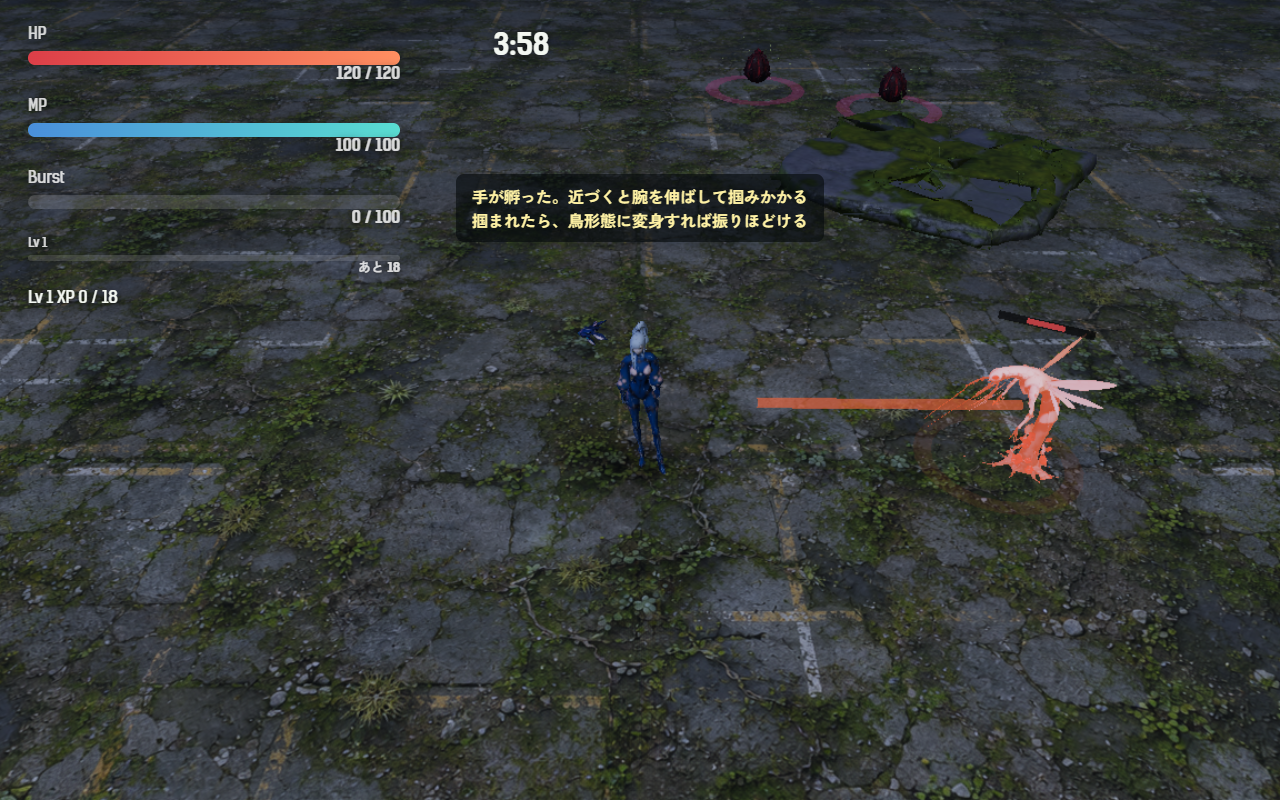 HP
120 / 120
MP
100 / 100
Burst
0 / 100
Lv 1
あと 18
Lv 1 XP 0 / 18
3:58
手が孵った。近づくと腕を伸ばして掴みかかる
掴まれたら、鳥形態に変身すれば振りほどける